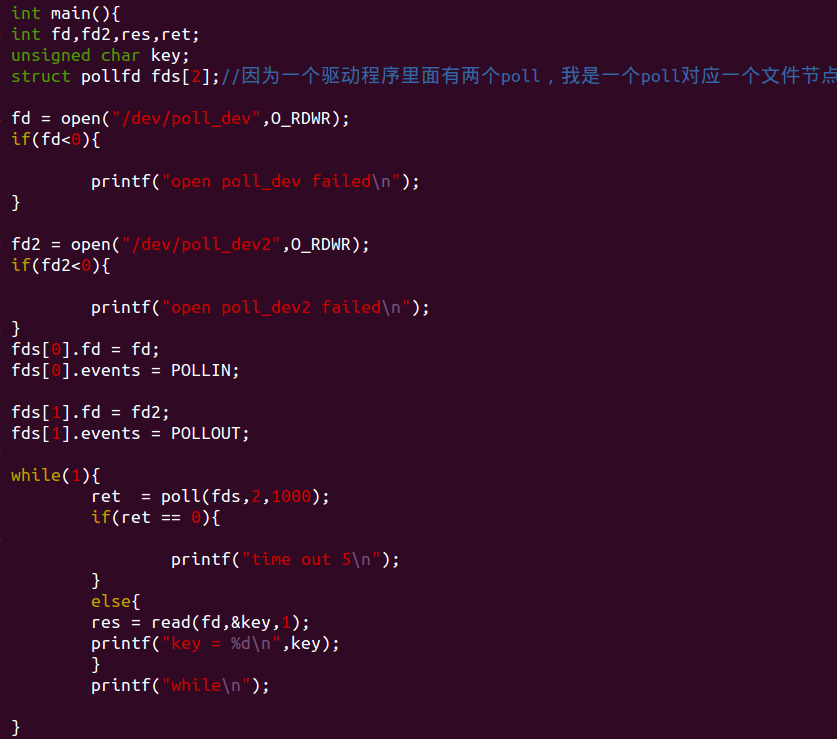 int main(){
int fd,fd2,res,ret;
unsigned char key;
struct pollfd fds[2];//因为一个驱动程序里面有两个poll，我是一个poll对应一个文件节点
fd = open("/dev/poll_dev",O_RDWR);
if(fd<0){
printf("open poll_dev failed\n");
}
fd2 = open("/dev/poll_dev2",O_RDWR);
if(fd2<0){
printf("open poll_dev2 failed\n");
}
fds[0].fd = fd;
fds[0].events = POLLIN;
fds[1].fd = fd2;
fds[1].events = POLLOUT;
while(1){
ret  = poll(fds,2,1000);
if(ret == 0){
printf("time out 5\n");
}
else{
res = read(fd,&key,1);
printf("key = %d\n",key);
}
printf("while\n");
}